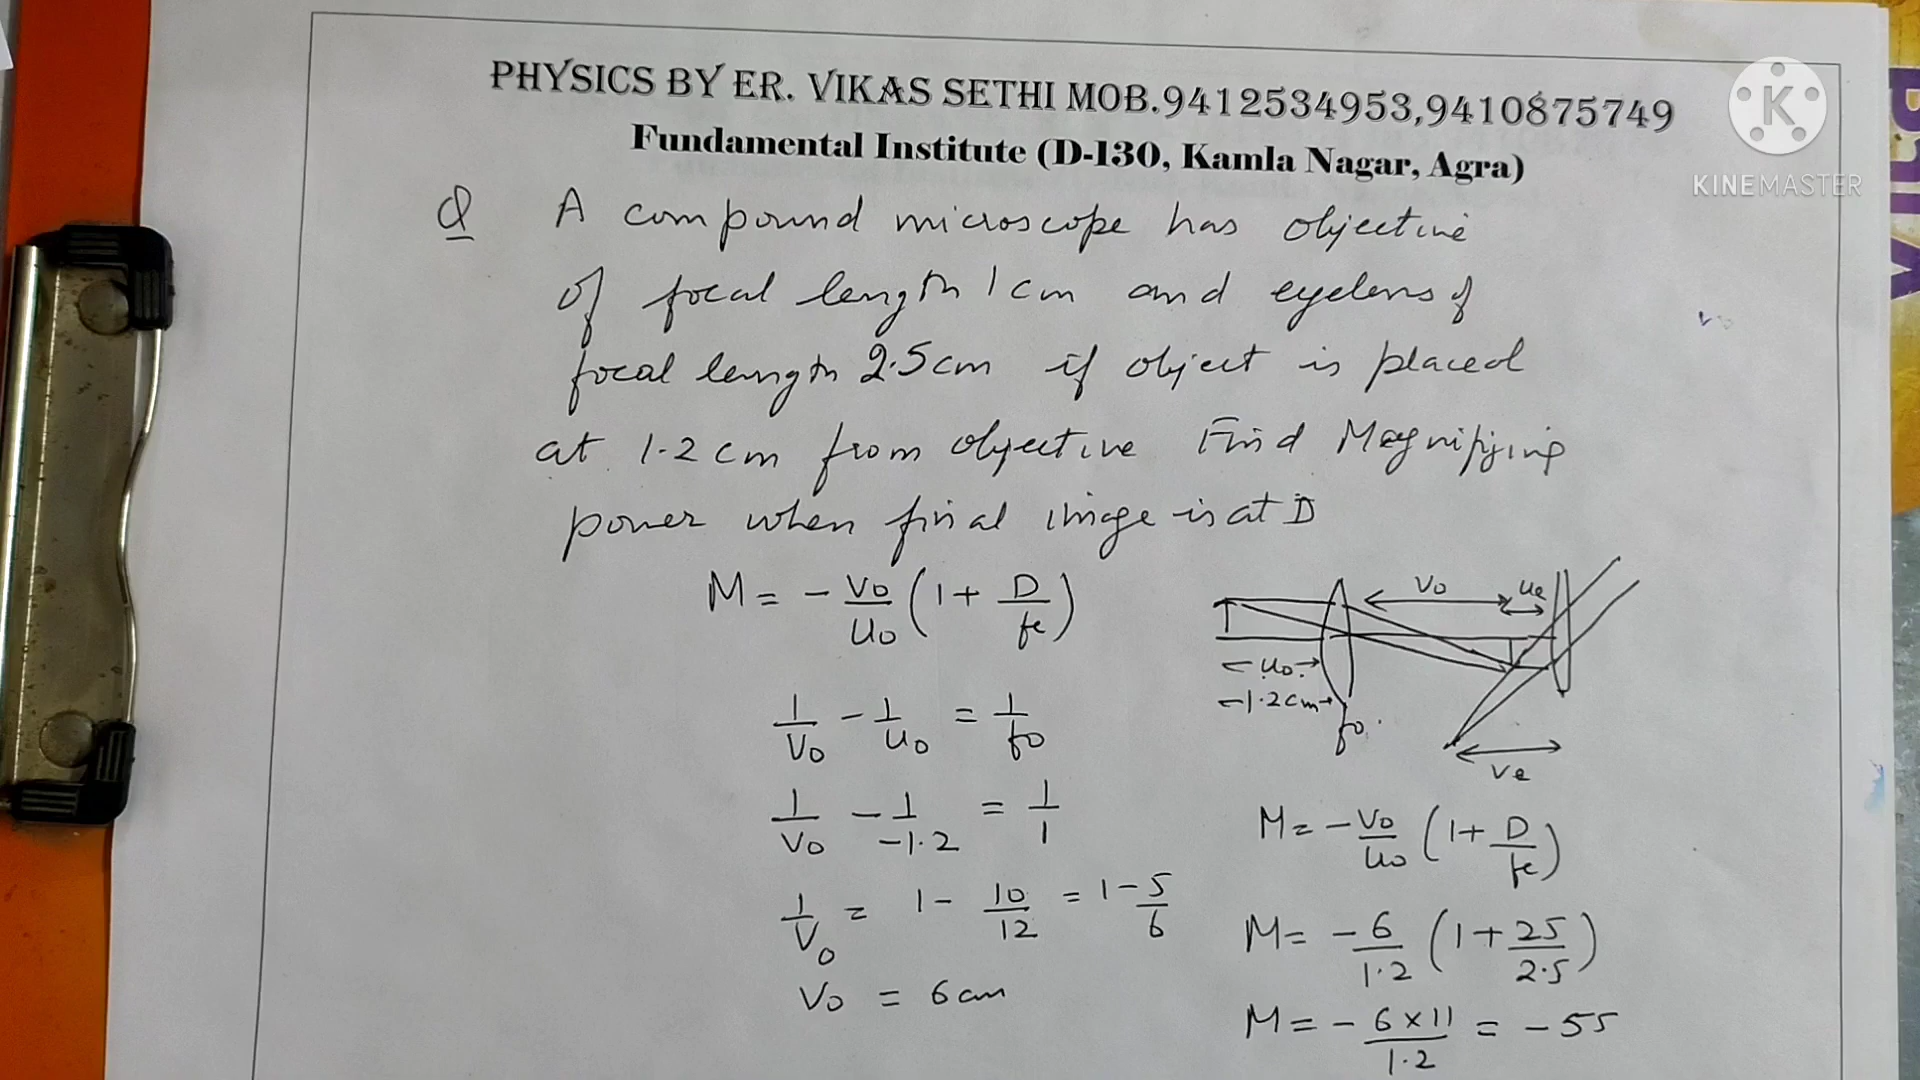 PHYSICS BY ER. VIKAS SETHI MOB.9412534953,9410875749
Fundamental Institute (D-130, Kamla Nagar, Agra)
K
KINEMASTER
Q A compound microscope has objective
of focal length 1 cm and eyelens of
focal length 2.5 cm if object is placed
at 1.2 cm from objective Find Magnifying
power when final image is at D
M = - Vo/uo (1 + D/fe)
1/Vo - 1/uo = 1/fo
1/Vo - 1/-1.2 = 1/1
1/Vo = 1 - 10/12 = 1 - 5/6
Vo = 6 cm
Vo ue
uo
1.2cm
fo
ve
M = - Vo/uo (1 + D/fe)
M = - 6/1.2 (1 + 25/2.5)
M = - 6 x 11/1.2 = - 55